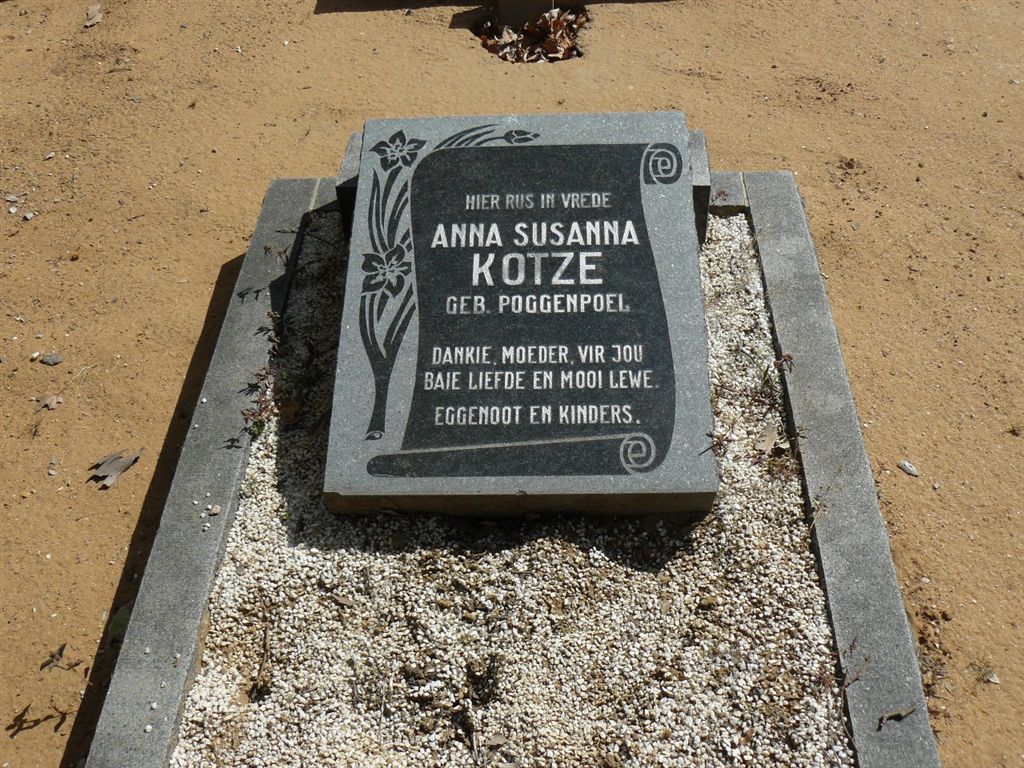 HIER RUS IN VREDE
ANNA SUSANNA
KOTZE
GEB. POGGENPOEL
DANKIE, MOEDER, VIR JOU
BAIE LIEFDE EN MOOI LEWE.
EGGENOOT EN KINDERS.